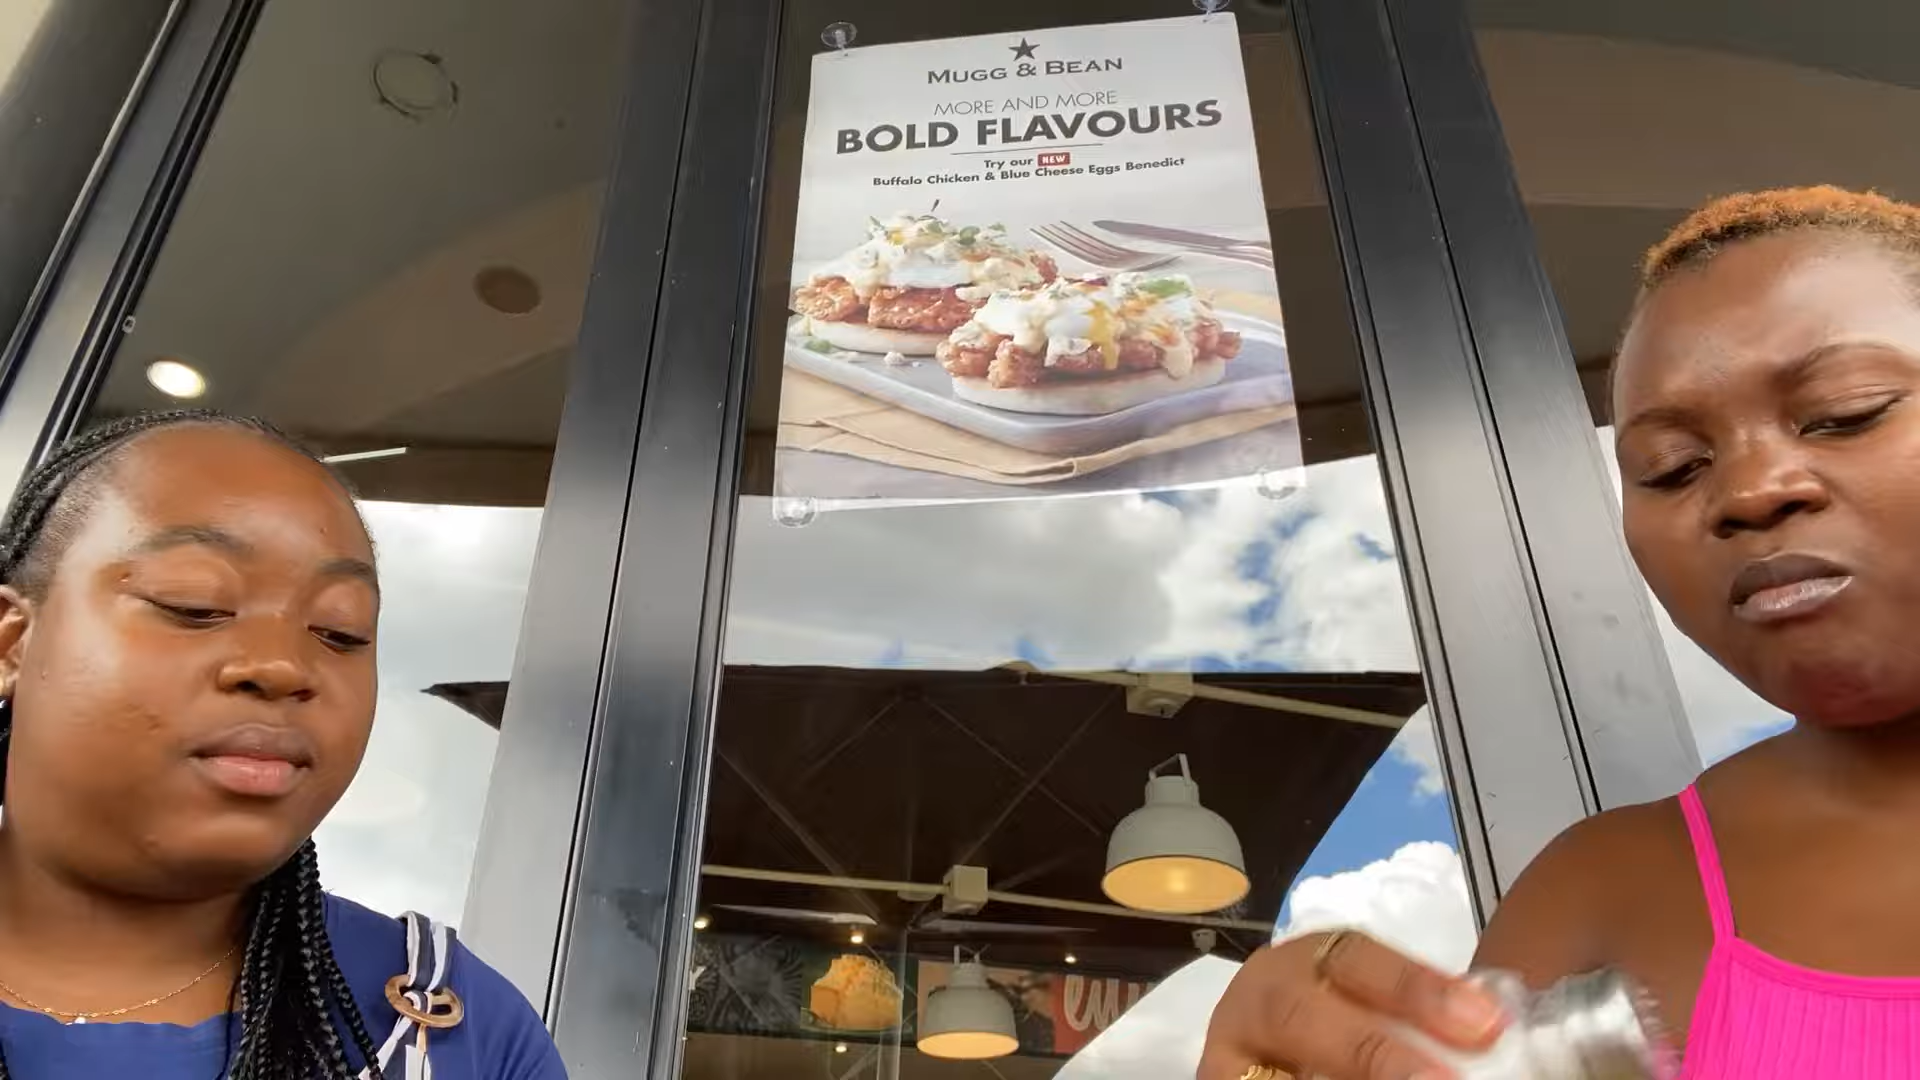 MUGG & BEAN
MORE AND MORE
BOLD FLAVOURS
Try our NEW
Buffalo Chicken & Blue Cheese Eggs Benedict